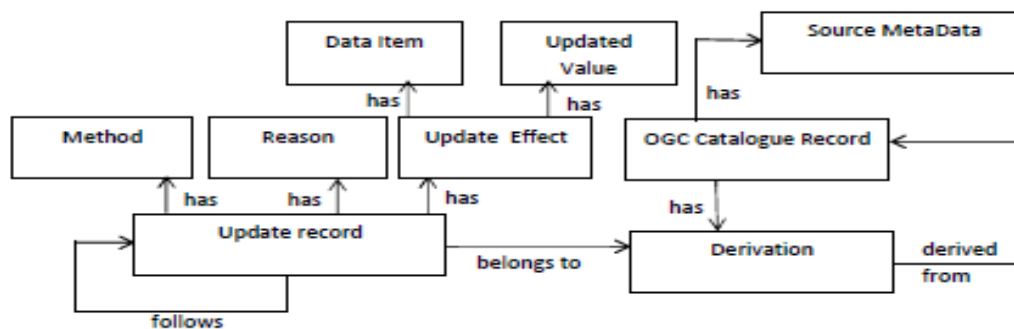 Data Item
Updated
Value
Source MetaData
has
has
has
Method
Reason
Update Effect
OGC Catalogue Record
has
has
has
has
Update record
belongs to
Derivation
derived
from
follows